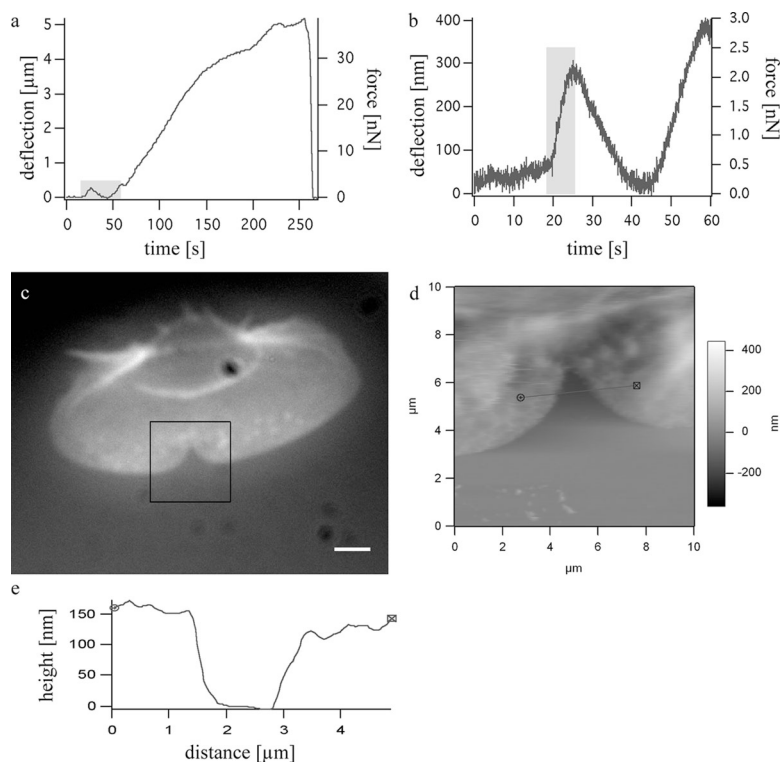 a
deflection [µm]
5
4
3
2
1
0
force [nN]
30
20
10
0
0 50 100 150 200 250
time [s]
b
deflection [nm]
400
300
200
100
0
force [nN]
3.0
2.5
2.0
1.5
1.0
0.5
0.0
0 10 20 30 40 50 60
time [s]
c
d
µm
10
8
6
4
2
0
0 2 4 6 8 10
µm
400
200
0
-200
nm
e
height [nm]
150
100
50
0
0 1 2 3 4
distance [µm]